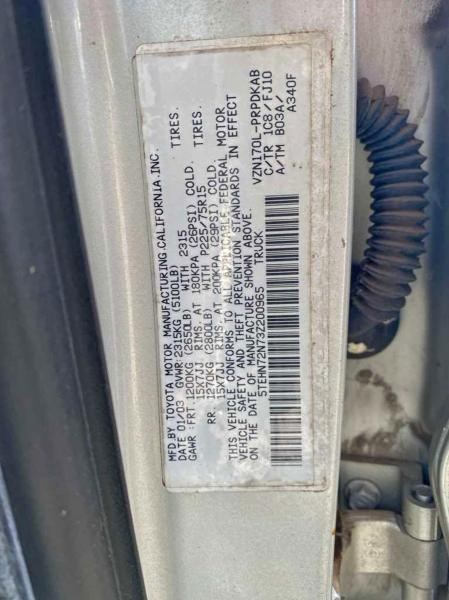 MFD BY TOYOTA MOTOR MANUFACTURING, CALIFORNIA, INC.
DATE 01/03 GVWR:2315KG (5100LB)
GAWR :FRT.1200KG (2650LB) WITH 2315 TIRES.
15X7JJ RIMS. AT 180KPA (26PSI) COLD.
RR. 1270KG (2800LB) WITH P225/75R15 TIRES.
15X7JJ RIMS. AT 200KPA (29PSI) COLD.
THIS VEHICLE CONFORMS TO ALL APPLICABLE FEDERAL MOTOR
VEHICLE SAFETY AND THEFT PREVENTION STANDARDS IN EFFECT
ON THE DATE OF MANUFACTURE SHOWN ABOVE.
5TEHN72N73Z200965 TRUCK
VZN170L-PRPDKAB
C/TR 1C8 / FJ10
A/TM B03A/
A340F